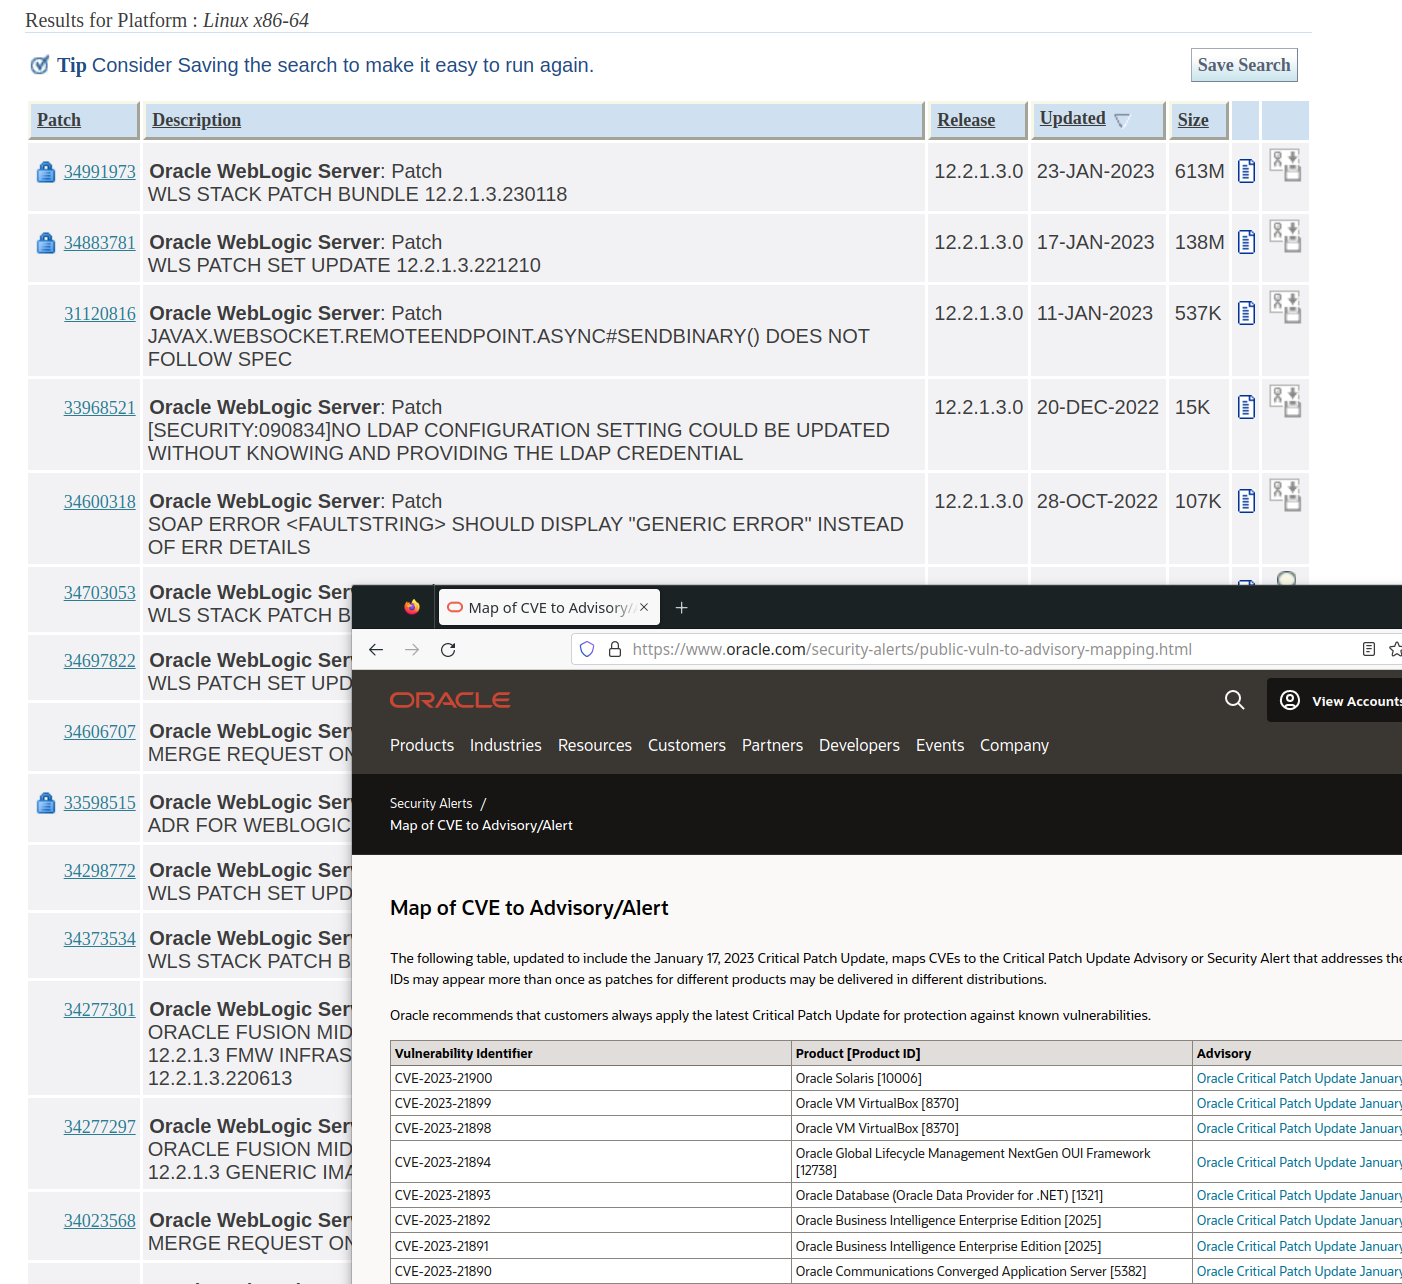 Results for Platform : Linux x86-64
Tip Consider Saving the search to make it easy to run again.
Save Search
Patch Description Release Updated Size
34991973 Oracle WebLogic Server: Patch 12.2.1.3.0 23-JAN-2023 613M
WLS STACK PATCH BUNDLE 12.2.1.3.230118
34883781 Oracle WebLogic Server: Patch 12.2.1.3.0 17-JAN-2023 138M
WLS PATCH SET UPDATE 12.2.1.3.221210
31120816 Oracle WebLogic Server: Patch 12.2.1.3.0 11-JAN-2023 537K
JAVAX.WEBSOCKET.REMOTEENDPOINT.ASYNC#SENDBINARY() DOES NOT
FOLLOW SPEC
33968521 Oracle WebLogic Server: Patch 12.2.1.3.0 20-DEC-2022 15K
[SECURITY:090834]NO LDAP CONFIGURATION SETTING COULD BE UPDATED
WITHOUT KNOWING AND PROVIDING THE LDAP CREDENTIAL
34600318 Oracle WebLogic Server: Patch 12.2.1.3.0 28-OCT-2022 107K
SOAP ERROR <FAULTSTRING> SHOULD DISPLAY "GENERIC ERROR" INSTEAD
OF ERR DETAILS
34703053 Oracle WebLogic Ser
WLS STACK PATCH B
34697822 Oracle WebLogic Ser
WLS PATCH SET UPD
34606707 Oracle WebLogic Ser
MERGE REQUEST ON
33598515 Oracle WebLogic Ser
ADR FOR WEBLOGIC
34298772 Oracle WebLogic Ser
WLS PATCH SET UPD
34373534 Oracle WebLogic Ser
WLS STACK PATCH B
34277301 Oracle WebLogic Ser
ORACLE FUSION MID
12.2.1.3 FMW INFRAS
12.2.1.3.220613
34277297 Oracle WebLogic Ser
ORACLE FUSION MID
12.2.1.3 GENERIC IMA
34023568 Oracle WebLogic Ser
MERGE REQUEST ON
Map of CVE to Advisory/
https://www.oracle.com/security-alerts/public-vuln-to-advisory-mapping.html
ORACLE
View Accounts
Products Industries Resources Customers Partners Developers Events Company
Security Alerts /
Map of CVE to Advisory/Alert
Map of CVE to Advisory/Alert
The following table, updated to include the January 17, 2023 Critical Patch Update, maps CVEs to the Critical Patch Update Advisory or Security Alert that addresses the
IDs may appear more than once as patches for different products may be delivered in different distributions.
Oracle recommends that customers always apply the latest Critical Patch Update for protection against known vulnerabilities.
Vulnerability Identifier Product [Product ID] Advisory
CVE-2023-21900 Oracle Solaris [10006] Oracle Critical Patch Update January
CVE-2023-21899 Oracle VM VirtualBox [8370] Oracle Critical Patch Update January
CVE-2023-21898 Oracle VM VirtualBox [8370] Oracle Critical Patch Update January
CVE-2023-21894 Oracle Global Lifecycle Management NextGen OUI Framework [12738] Oracle Critical Patch Update January
CVE-2023-21893 Oracle Database (Oracle Data Provider for .NET) [1321] Oracle Critical Patch Update January
CVE-2023-21892 Oracle Business Intelligence Enterprise Edition [2025] Oracle Critical Patch Update January
CVE-2023-21891 Oracle Business Intelligence Enterprise Edition [2025] Oracle Critical Patch Update January
CVE-2023-21890 Oracle Communications Converged Application Server [5382] Oracle Critical Patch Update January